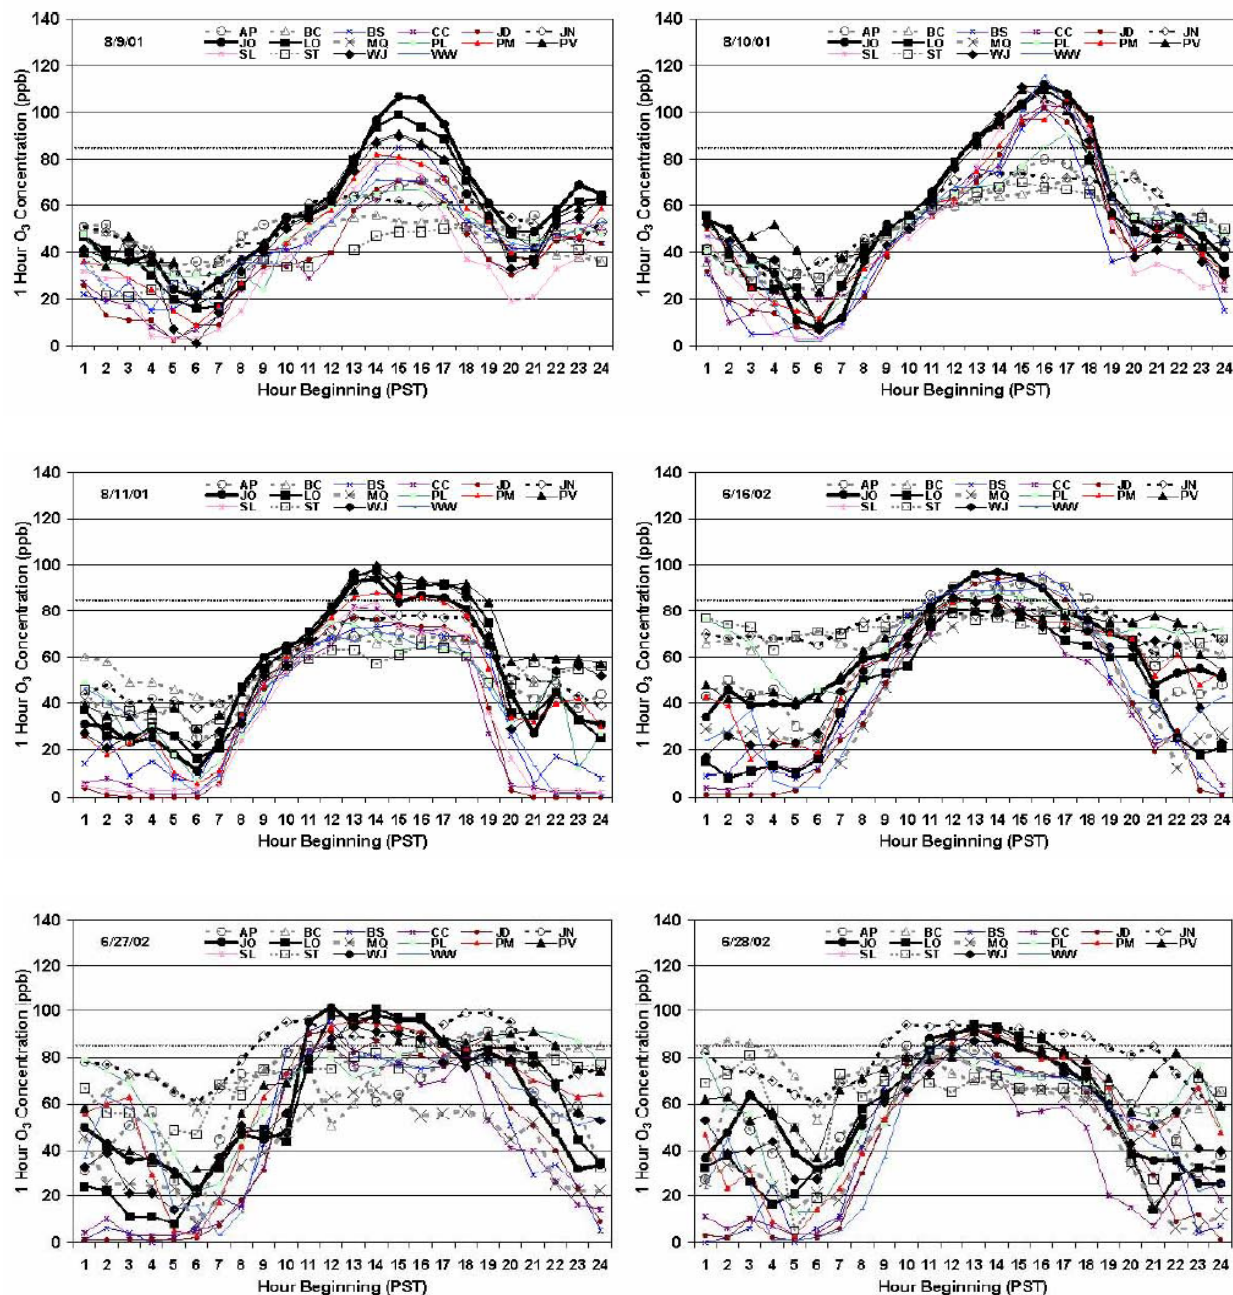 140
120
100
80
60
40
20
0
1 Hour O3 Concentration (ppb)
8/9/01
AP BC BS CC JD JN
JO LO MQ PL PM PV
SL ST WJ WW
1 2 3 4 5 6 7 8 9 10 11 12 13 14 15 16 17 18 19 20 21 22 23 24
Hour Beginning (PST)
140
120
100
80
60
40
20
0
1 Hour O3 Concentration (ppb)
8/10/01
AP BC BS CC JD JN
JO LO MQ PL PM PV
SL ST WJ WW
1 2 3 4 5 6 7 8 9 10 11 12 13 14 15 16 17 18 19 20 21 22 23 24
Hour Beginning (PST)
140
120
100
80
60
40
20
0
1 Hour O3 Concentration (ppb)
8/11/01
AP BC BS CC JD JN
JO LO MQ PL PM PV
SL ST WJ WW
1 2 3 4 5 6 7 8 9 10 11 12 13 14 15 16 17 18 19 20 21 22 23 24
Hour Beginning (PST)
140
120
100
80
60
40
20
0
1 Hour O3 Concentration (ppb)
6/16/02
AP BC BS CC JD JN
JO LO MQ PL PM PV
SL ST WJ WW
1 2 3 4 5 6 7 8 9 10 11 12 13 14 15 16 17 18 19 20 21 22 23 24
Hour Beginning (PST)
140
120
100
80
60
40
20
0
1 Hour O3 Concentration (ppb)
6/27/02
AP BC BS CC JD JN
JO LO MQ PL PM PV
SL ST WJ WW
1 2 3 4 5 6 7 8 9 10 11 12 13 14 15 16 17 18 19 20 21 22 23 24
Hour Beginning (PST)
140
120
100
80
60
40
20
0
1 Hour O3 Concentration (ppb)
6/28/02
AP BC BS CC JD JN
JO LO MQ PL PM PV
SL ST WJ WW
1 2 3 4 5 6 7 8 9 10 11 12 13 14 15 16 17 18 19 20 21 22 23 24
Hour Beginning (PST)